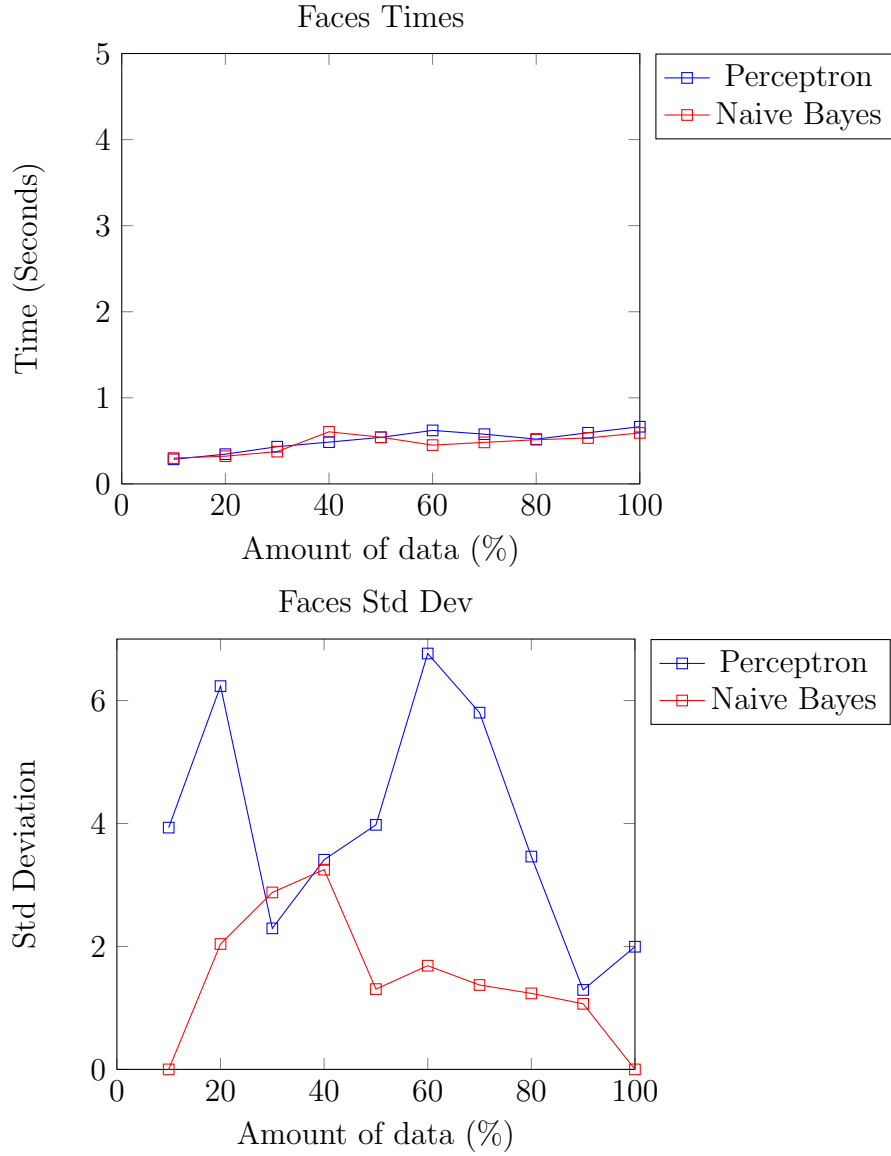 Faces Times
5
4
3
2
1
0
0 20 40 60 80 100
Time (Seconds)
Amount of data (%)
Perceptron
Naive Bayes
Faces Std Dev
6
4
2
0
0 20 40 60 80 100
Std Deviation
Amount of data (%)
Perceptron
Naive Bayes